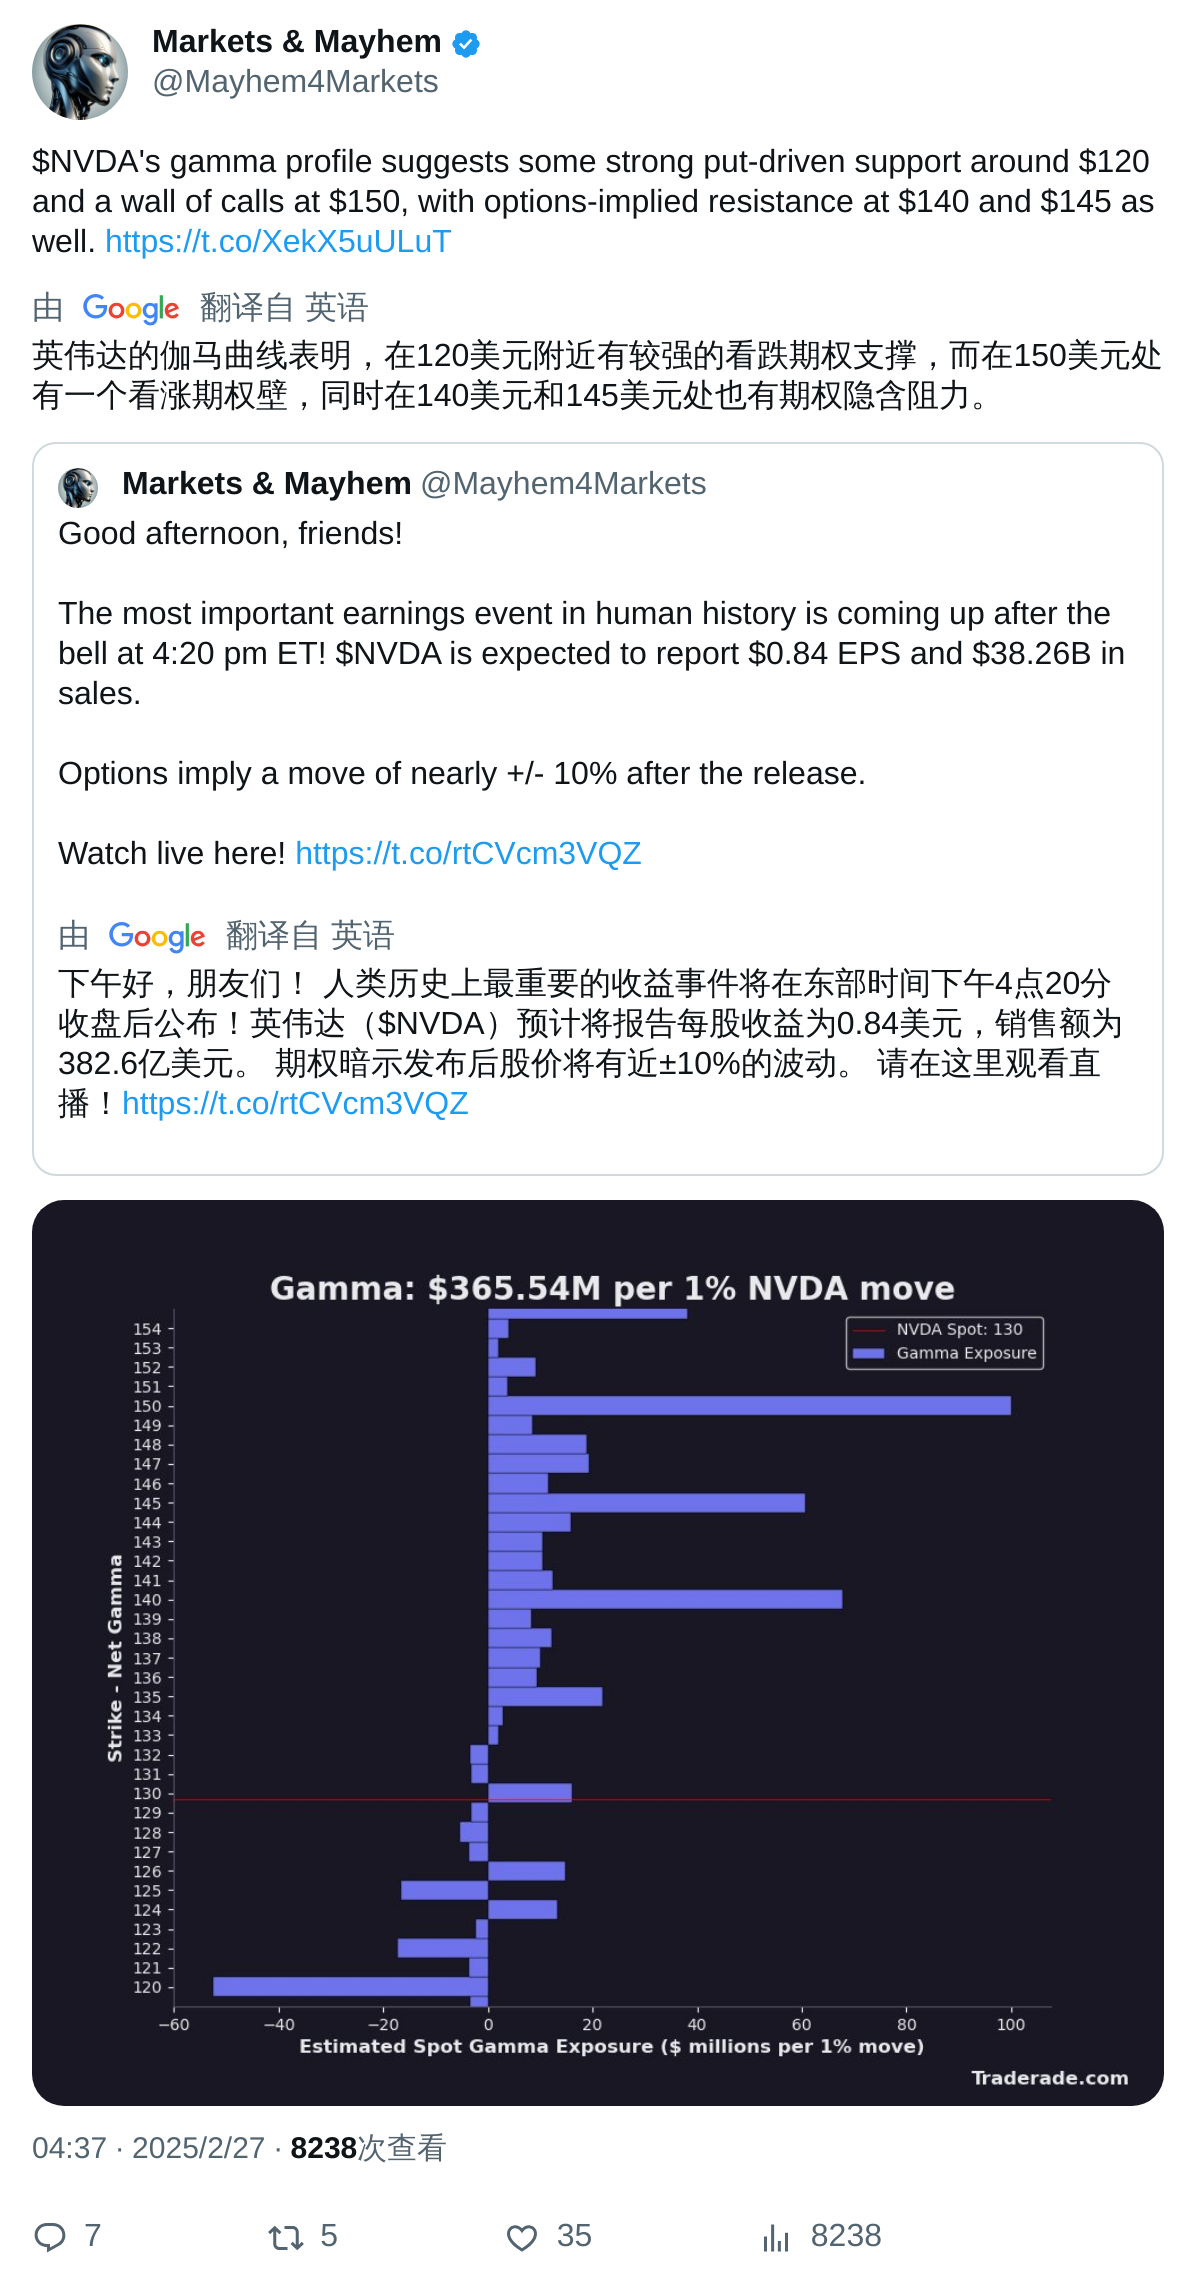 Markets & Mayhem
@Mayhem4Markets
$NVDA's gamma profile suggests some strong put-driven support around $120
and a wall of calls at $150, with options-implied resistance at $140 and $145 as
well. https://t.co/XekX5uULuT
由 Google 翻译自 英语
英伟达的伽马曲线表明，在120美元附近有较强的看跌期权支撑，而在150美元处
有一个看涨期权壁，同时在140美元和145美元处也有期权隐含阻力。
Markets & Mayhem @Mayhem4Markets
Good afternoon, friends!
The most important earnings event in human history is coming up after the
bell at 4:20 pm ET! $NVDA is expected to report $0.84 EPS and $38.26B in
sales.
Options imply a move of nearly +/- 10% after the release.
Watch live here! https://t.co/rtCVcm3VQZ
由 Google 翻译自 英语
下午好，朋友们！ 人类历史上最重要的收益事件将在东部时间下午4点20分
收盘后公布！英伟达（$NVDA）预计将报告每股收益为0.84美元，销售额为
382.6亿美元。 期权暗示发布后股价将有近±10%的波动。 请在这里观看直
播！https://t.co/rtCVcm3VQZ
Gamma: $365.54M per 1% NVDA move
NVDA Spot: 130
Gamma Exposure
154
153
152
151
150
149
148
147
146
145
144
143
142
141
140
139
138
137
136
135
134
133
132
131
130
129
128
127
126
125
124
123
122
121
120
Strike - Net Gamma
−60 −40 −20 0 20 40 60 80 100
Estimated Spot Gamma Exposure ($ millions per 1% move)
Traderade.com
04:37 · 2025/2/27 · 8238次查看
7 5 35 8238